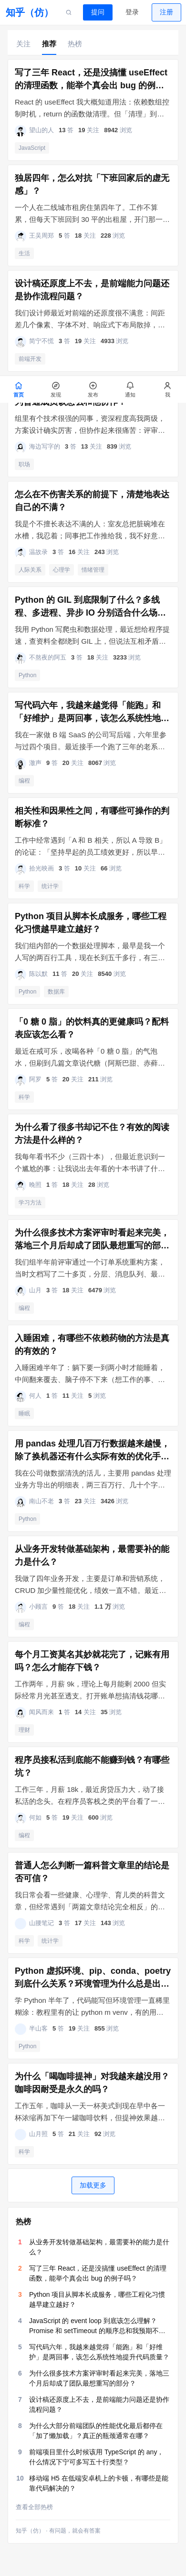 知乎（仿）
提问
登录
注册
关注
推荐
热榜
写了三年 React，还是没搞懂 useEffect
的清理函数，能举个真会出 bug 的例…
React 的 useEffect 我大概知道用法：依赖数组控
制时机，return 的函数做清理。但「清理」到…
望山的人 13 答 19 关注 8942 浏览
JavaScript
独居四年，怎么对抗「下班回家后的虚无
感」？
一个人在二线城市租房住第四年了。工作不算
累，但每天下班回到 30 平的出租屋，开门那一…
王吴周郑 5 答 18 关注 228 浏览
生活
设计稿还原度上不去，是前端能力问题还
是协作流程问题？
我们设计师最近对前端的还原度很不满意：间距
差几个像素、字体不对、响应式下布局散掉，…
简宁不慌 3 答 19 关注 4933 浏览
前端开发
首页
发现
发布
通知
我
组里有个技术很强的同事，资深程度高我两级，
方案设计确实厉害，但协作起来很痛苦：评审…
海边写字的 3 答 13 关注 839 浏览
职场
怎么在不伤害关系的前提下，清楚地表达
自己的不满？
我是个不擅长表达不满的人：室友总把脏碗堆在
水槽，我忍着；同事把工作推给我，我不好意…
温故录 3 答 16 关注 243 浏览
人际关系 心理学 情绪管理
Python 的 GIL 到底限制了什么？多线
程、多进程、异步 IO 分别适合什么场…
我用 Python 写爬虫和数据处理，最近想给程序提
速，查资料全都绕到 GIL 上，但说法互相矛盾…
不熬夜的阿五 3 答 18 关注 3233 浏览
Python
写代码六年，我越来越觉得「能跑」和
「好维护」是两回事，该怎么系统性地…
我在一家做 B 端 SaaS 的公司写后端，六年里参
与过四个项目。最近接手一个跑了三年的老系…
澈声 9 答 20 关注 8067 浏览
编程
相关性和因果性之间，有哪些可操作的判
断标准？
工作中经常遇到「A 和 B 相关，所以 A 导致 B」
的论证：「坚持早起的员工绩效更好，所以早…
拾光映画 3 答 10 关注 66 浏览
科学 统计学
Python 项目从脚本长成服务，哪些工程
化习惯越早建立越好？
我们组内部的一个数据处理脚本，最早是我一个
人写的两百行工具，现在长到五千多行，有三…
陈以默 11 答 20 关注 8540 浏览
Python 数据库
「0 糖 0 脂」的饮料真的更健康吗？配料
表应该怎么看？
最近在戒可乐，改喝各种「0 糖 0 脂」的气泡
水，但刷到几篇文章说代糖（阿斯巴甜、赤藓…
阿罗 5 答 20 关注 211 浏览
科学
为什么看了很多书却记不住？有效的阅读
方法是什么样的？
我每年看书不少（三四十本），但最近意识到一
个尴尬的事：让我说出去年看的十本书讲了什…
晚照 1 答 18 关注 28 浏览
学习方法
为什么很多技术方案评审时看起来完美，
落地三个月后却成了团队最想重写的部…
我们组半年前评审通过一个订单系统重构方案，
当时文档写了二十多页，分层、消息队列、最…
山月 3 答 18 关注 6479 浏览
编程
入睡困难，有哪些不依赖药物的方法是真
的有效的？
入睡困难半年了：躺下要一到两小时才能睡着，
中间翻来覆去、脑子停不下来（想工作的事、…
柯人 1 答 11 关注 5 浏览
睡眠
用 pandas 处理几百万行数据越来越慢，
除了换机器还有什么实际有效的优化手…
我在公司做数据清洗的活儿，主要用 pandas 处理
业务方导出的明细表，两三百万行、几十个字…
南山不老 3 答 23 关注 3426 浏览
Python
从业务开发转做基础架构，最需要补的能
力是什么？
我做了四年业务开发，主要是订单和营销系统，
CRUD 加少量性能优化，绩效一直不错。最近…
小顾言 9 答 18 关注 1.1 万 浏览
编程
每个月工资莫名其妙就花完了，记账有用
吗？怎么才能存下钱？
工作两年，月薪 9k，理论上每月能剩 2000 但实
际经常月光甚至透支。打开账单想搞清钱花哪…
闻风而来 1 答 14 关注 35 浏览
理财
程序员接私活到底能不能赚到钱？有哪些
坑？
工作三年，月薪 18k，最近房贷压力大，动了接
私活的念头。在程序员客栈之类的平台看了一…
何如 5 答 19 关注 600 浏览
编程
普通人怎么判断一篇科普文章里的结论是
否可信？
我日常会看一些健康、心理学、育儿类的科普文
章，但经常遇到「两篇文章结论完全相反」的…
山腰笔记 3 答 17 关注 143 浏览
科学 统计学
Python 虚拟环境、pip、conda、poetry
到底什么关系？环境管理为什么总是出…
学 Python 半年了，代码能写但环境管理一直稀里
糊涂：教程里有的让 python m venv，有的用…
半山客 5 答 19 关注 855 浏览
Python
为什么「喝咖啡提神」对我越来越没用？
咖啡因耐受是永久的吗？
工作五年，咖啡从一天一杯美式到现在早中各一
杯浓缩再加下午一罐咖啡饮料，但提神效果越…
山月照 5 答 21 关注 92 浏览
科学
加载更多
热榜
1 从业务开发转做基础架构，最需要补的能力是什
么？
2 写了三年 React，还是没搞懂 useEffect 的清理
函数，能举个真会出 bug 的例子吗？
3 Python 项目从脚本长成服务，哪些工程化习惯
越早建立越好？
4 JavaScript 的 event loop 到底该怎么理解？
Promise 和 setTimeout 的顺序总和我预期不…
5 写代码六年，我越来越觉得「能跑」和「好维
护」是两回事，该怎么系统性地提升代码质量？
6 为什么很多技术方案评审时看起来完美，落地三
个月后却成了团队最想重写的部分？
7 设计稿还原度上不去，是前端能力问题还是协作
流程问题？
8 为什么大部分前端团队的性能优化最后都停在
「加了懒加载」？真正的瓶颈通常在哪？
9 前端项目里什么时候该用 TypeScript 的 any，
什么情况下宁可多写五十行类型？
10 移动端 H5 在低端安卓机上的卡顿，有哪些是能
靠代码解决的？
查看全部热榜
知乎（仿） · 有问题，就会有答案